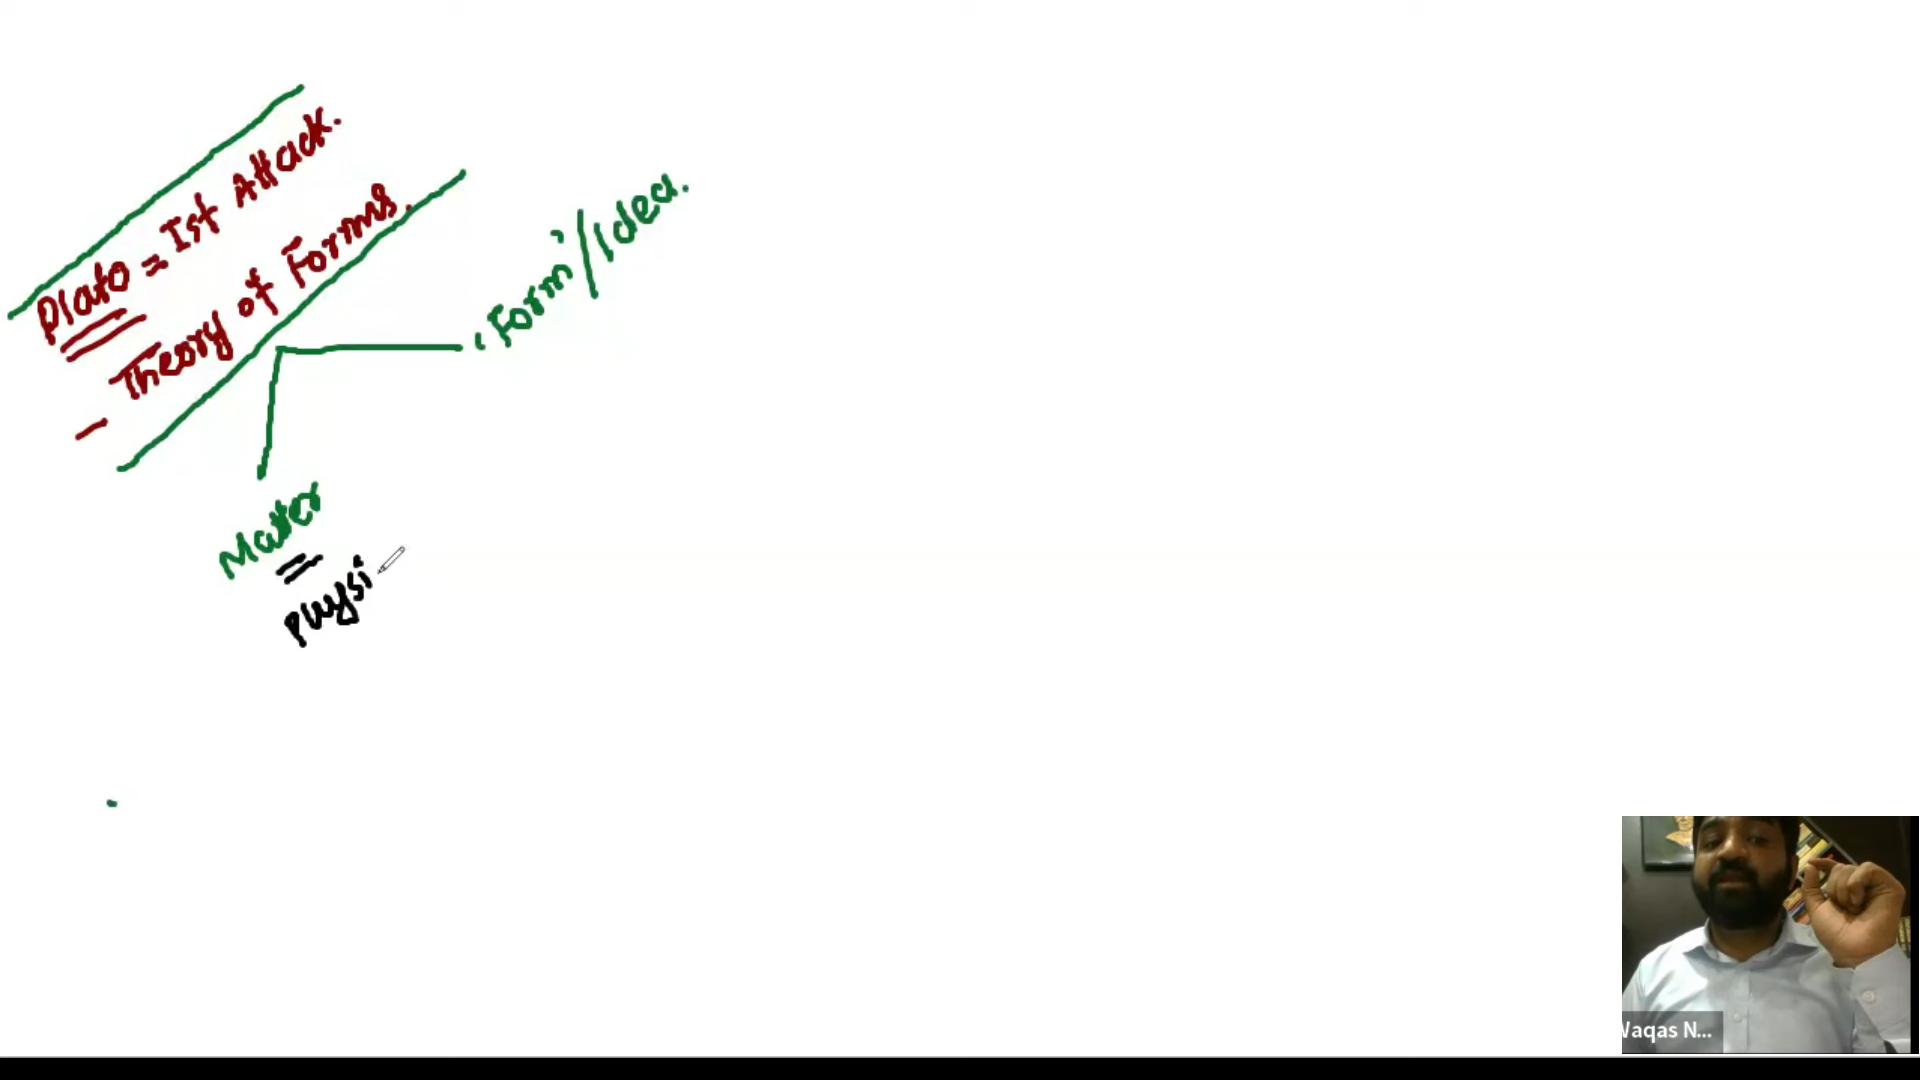 Plato = Ist Attack.
- Theory of Forms.
'Form'/Idea.
Matter
Physi
Waqas N...